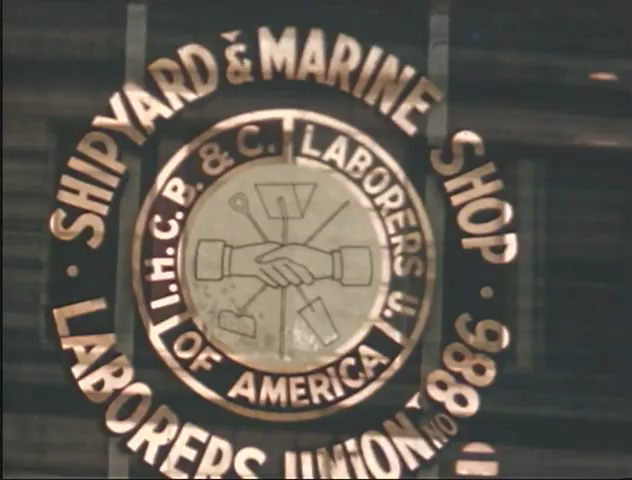 SHIPYARD & MARINE SHOP
LABORERS UNION NO 886
I.H.C.B. & C. LABORERS U.
OF AMERICA